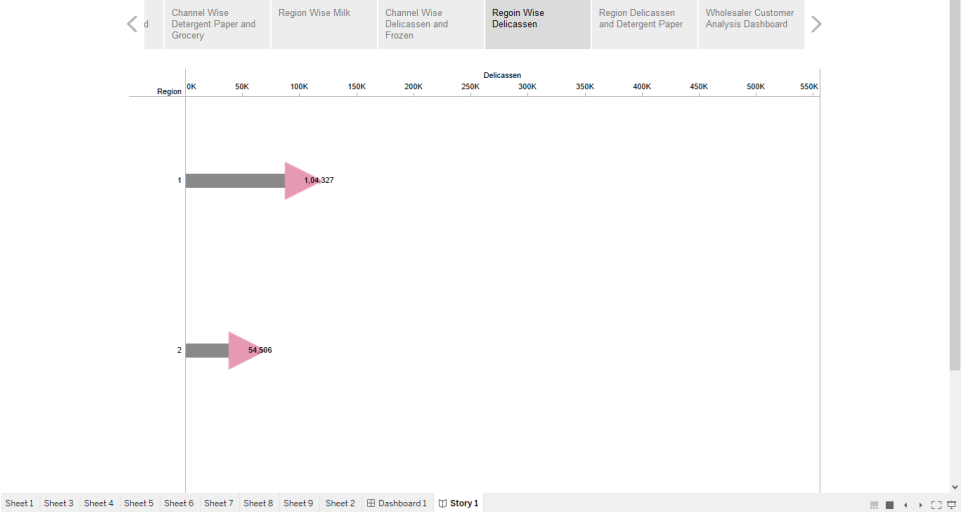 d
Channel Wise
Detergent Paper and
Grocery
Region Wise Milk
Channel Wise
Delicassen and
Frozen
Regoin Wise
Delicassen
Region Delicassen
and Detergent Paper
Wholesaler Customer
Analysis Dashboard
Delicassen
Region 0K 50K 100K 150K 200K 250K 300K 350K 400K 450K 500K 550K
1 1,04,327
2 54,506
Sheet 1 Sheet 3 Sheet 4 Sheet 5 Sheet 6 Sheet 7 Sheet 8 Sheet 9 Sheet 2 Dashboard 1 Story 1